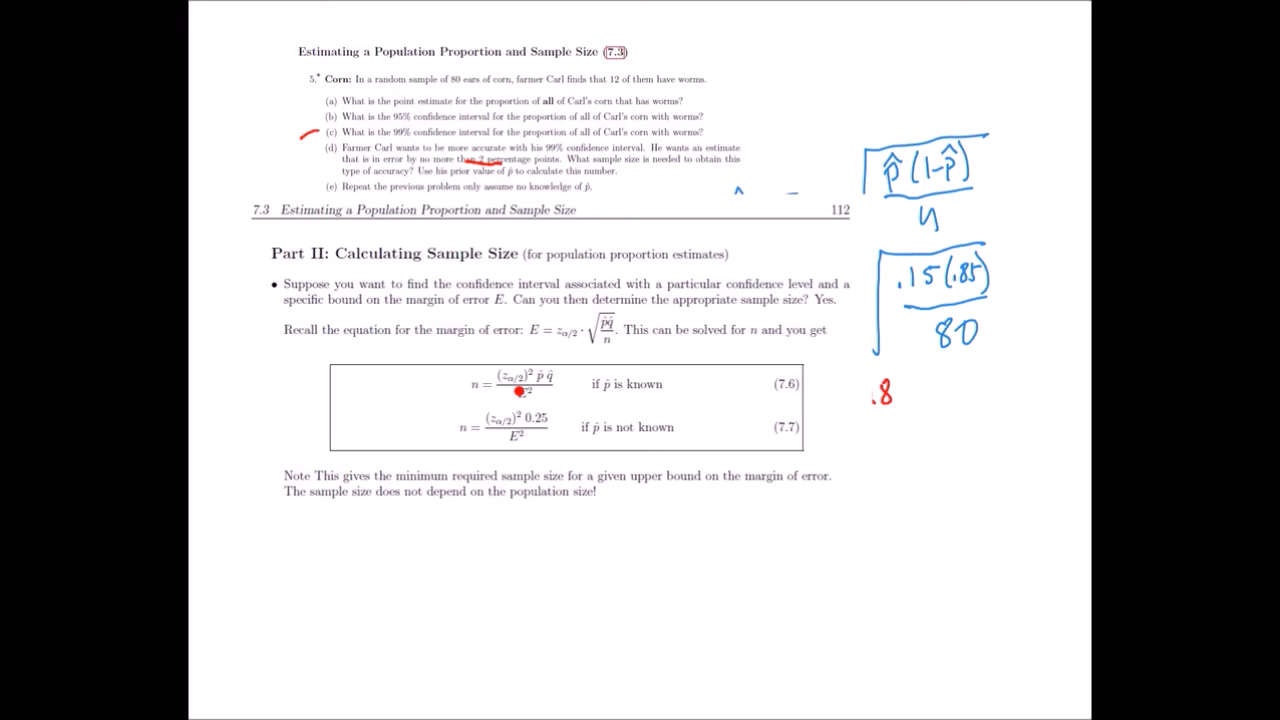 Estimating a Population Proportion and Sample Size (7.3)
5.* Corn: In a random sample of 80 ears of corn, farmer Carl finds that 12 of them have worms.
(a) What is the point estimate for the proportion of all of Carl's corn that has worms?
(b) What is the 95% confidence interval for the proportion of all of Carl's corn with worms?
(c) What is the 99% confidence interval for the proportion of all of Carl's corn with worms?
(d) Farmer Carl wants to be more accurate with his 99% confidence interval. He wants an estimate
that is in error by no more than 2 percentage points. What sample size is needed to obtain this
type of accuracy? Use his prior value of p̂ to calculate this number.
(e) Repeat the previous problem only assume no knowledge of p̂.
7.3 Estimating a Population Proportion and Sample Size 112
Part II: Calculating Sample Size (for population proportion estimates)
• Suppose you want to find the confidence interval associated with a particular confidence level and a
specific bound on the margin of error E. Can you then determine the appropriate sample size? Yes.
Recall the equation for the margin of error: E = z_{α/2} · √(p̂q̂/n). This can be solved for n and you get
n = (z_{α/2})² p̂ q̂ / E² if p̂ is known (7.6)
n = (z_{α/2})² 0.25 / E² if p̂ is not known (7.7)
Note This gives the minimum required sample size for a given upper bound on the margin of error.
The sample size does not depend on the population size!
√(p̂(1-p̂)/n)
√(.15(.85)/80)
.8